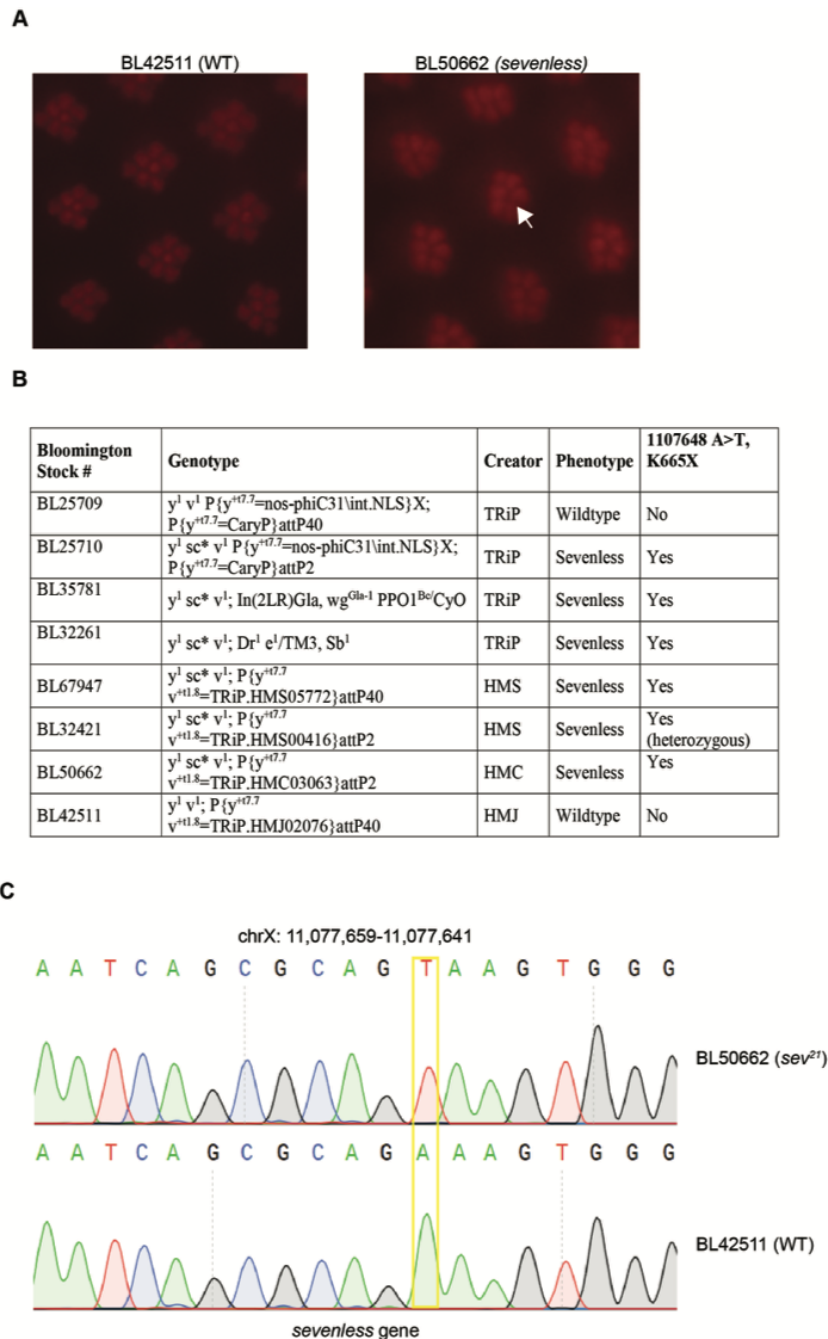 A
BL42511 (WT)
BL50662 (sevenless)
B
Bloomington Stock # Genotype Creator Phenotype 1107648 A>T, K665X
BL25709 y¹ v¹ P{y⁺ᵗ⁷·⁷=nos-phiC31\int.NLS}X; P{y⁺ᵗ⁷·⁷=CaryP}attP40 TRiP Wildtype No
BL25710 y¹ sc* v¹ P{y⁺ᵗ⁷·⁷=nos-phiC31\int.NLS}X; P{y⁺ᵗ⁷·⁷=CaryP}attP2 TRiP Sevenless Yes
BL35781 y¹ sc* v¹; In(2LR)Gla, wgᴳˡᵃ⁻¹ PPO1ᴮᶜ/CyO TRiP Sevenless Yes
BL32261 y¹ sc* v¹; Dr¹ e¹/TM3, Sb¹ TRiP Sevenless Yes
BL67947 y¹ sc* v¹; P{y⁺ᵗ⁷·⁷ v⁺ᵗ¹·⁸=TRiP.HMS05772}attP40 HMS Sevenless Yes
BL32421 y¹ sc* v¹; P{y⁺ᵗ⁷·⁷ v⁺ᵗ¹·⁸=TRiP.HMS00416}attP2 HMS Sevenless Yes (heterozygous)
BL50662 y¹ sc* v¹; P{y⁺ᵗ⁷·⁷ v⁺ᵗ¹·⁸=TRiP.HMC03063}attP2 HMC Sevenless Yes
BL42511 y¹ v¹; P{y⁺ᵗ⁷·⁷ v⁺ᵗ¹·⁸=TRiP.HMJ02076}attP40 HMJ Wildtype No
C
chrX: 11,077,659-11,077,641
A A T C A G C G C A G T A A G T G G G
BL50662 (sev²¹)
A A T C A G C G C A G A A A G T G G G
BL42511 (WT)
sevenless gene